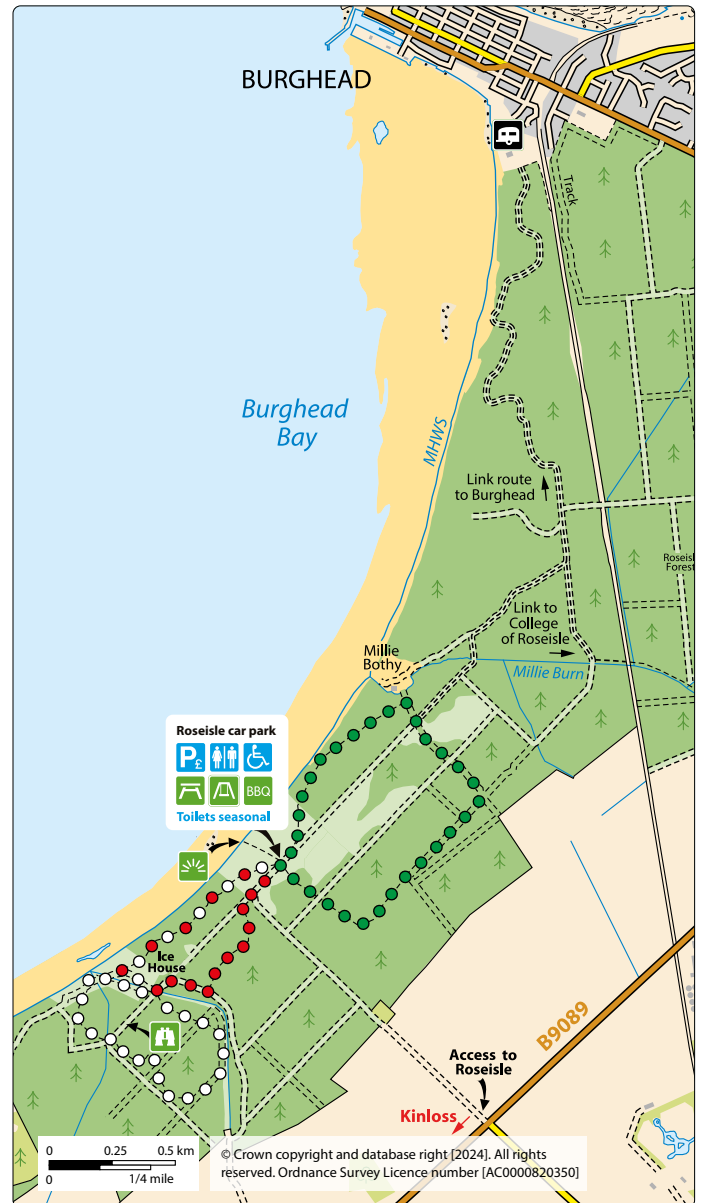 BURGHEAD
Track
Burghead
Bay
MHWS
Link route
to Burghead
Roseisle
Forest
Link to
College
of Roseisle
Millie
Bothy
Millie Burn
Roseisle car park
P£
BBQ
Toilets seasonal
Ice
House
B9089
Access to
Roseisle
Kinloss
0 0.25 0.5 km
0 1/4 mile
© Crown copyright and database right [2024]. All rights
reserved. Ordnance Survey Licence number [AC0000820350]